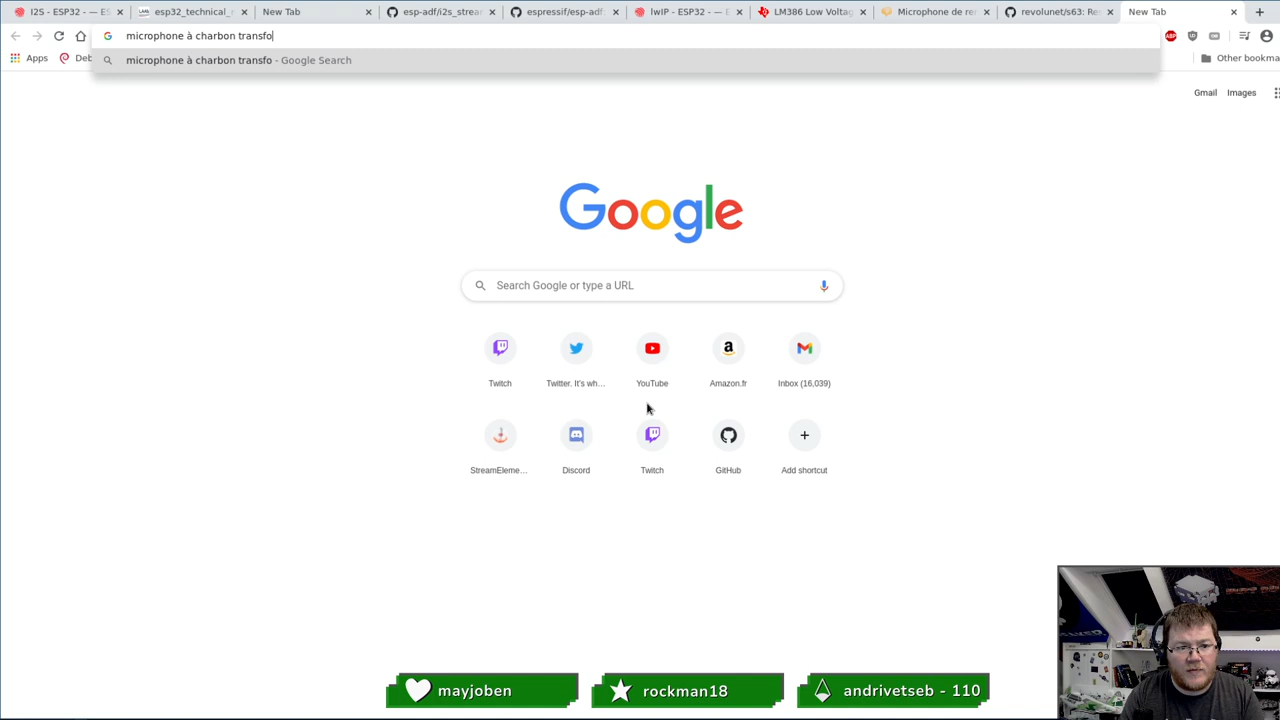 I2S - ESP32 - — ES
esp32_technical_r
New Tab
esp-adf/i2s_strea
espressif/esp-adf:
lwIP - ESP32 - — E
LM386 Low Voltag
Microphone de re
revolunet/s63: Re
New Tab
microphone à charbon transfo
Apps
Deb
microphone à charbon transfo - Google Search
Other bookma
Gmail
Images
Google
Search Google or type a URL
Twitch
Twitter. It's wh...
YouTube
Amazon.fr
Inbox (16,039)
StreamEleme...
Discord
Twitch
GitHub
Add shortcut
mayjoben
rockman18
andrivetseb - 110